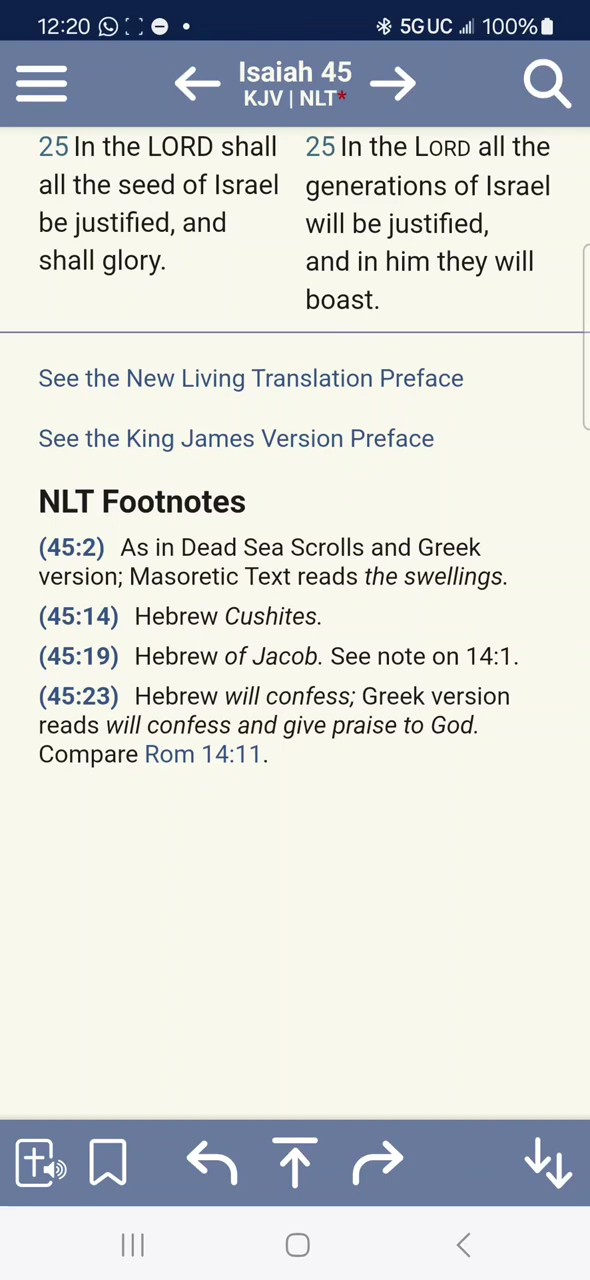 12:20 5GUC 100%
Isaiah 45
KJV | NLT*
25 In the LORD shall
all the seed of Israel
be justified, and
shall glory.
25 In the LORD all the
generations of Israel
will be justified,
and in him they will
boast.
See the New Living Translation Preface
See the King James Version Preface
NLT Footnotes
(45:2) As in Dead Sea Scrolls and Greek
version; Masoretic Text reads the swellings.
(45:14) Hebrew Cushites.
(45:19) Hebrew of Jacob. See note on 14:1.
(45:23) Hebrew will confess; Greek version
reads will confess and give praise to God.
Compare Rom 14:11.